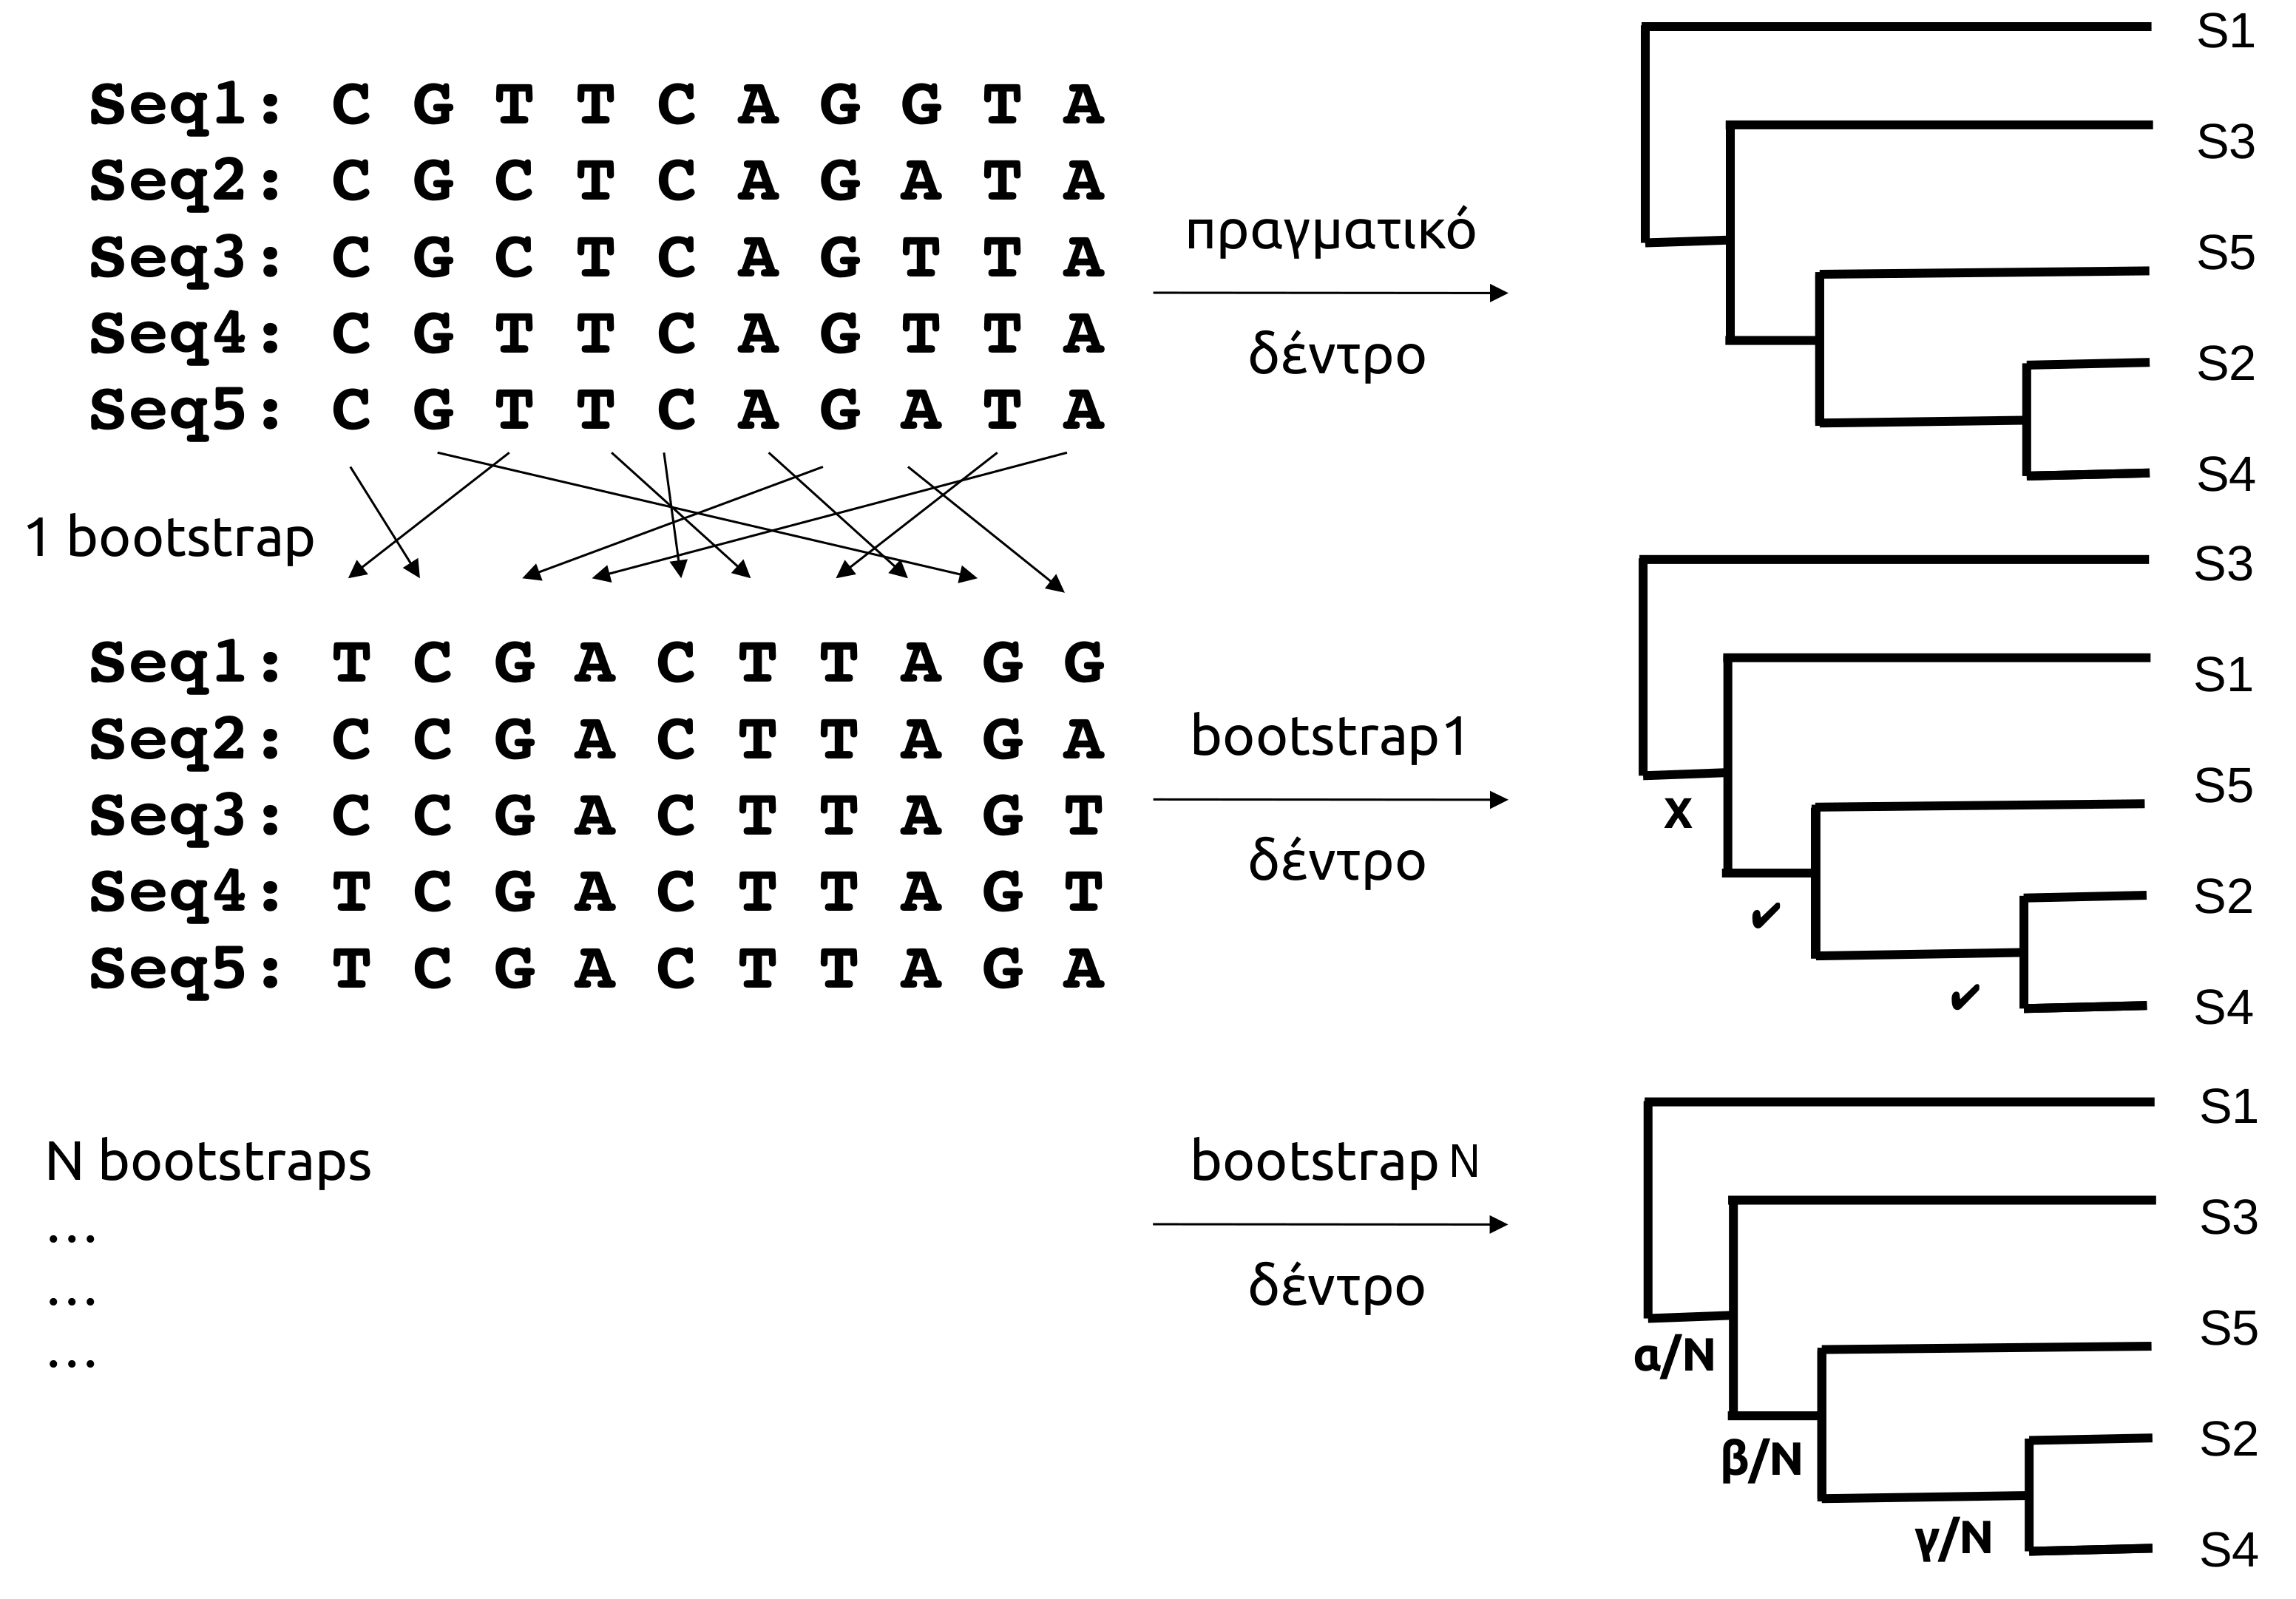 Seq1: C G T T C A G G T A
Seq2: C G C T C A G A T A
Seq3: C G C T C A G T T A
Seq4: C G T T C A G T T A
Seq5: C G T T C A G A T A
πραγματικό
δέντρο
S1
S3
S5
S2
S4
1 bootstrap
Seq1: T C G A C T T A G G
Seq2: C C G A C T T A G A
Seq3: C C G A C T T A G T
Seq4: T C G A C T T A G T
Seq5: T C G A C T T A G A
bootstrap1
δέντρο
S3
S1
S5
S2
S4
x
✔
✔
N bootstraps
...
...
...
bootstrap N
δέντρο
S1
S3
S5
S2
S4
α/N
β/N
γ/N